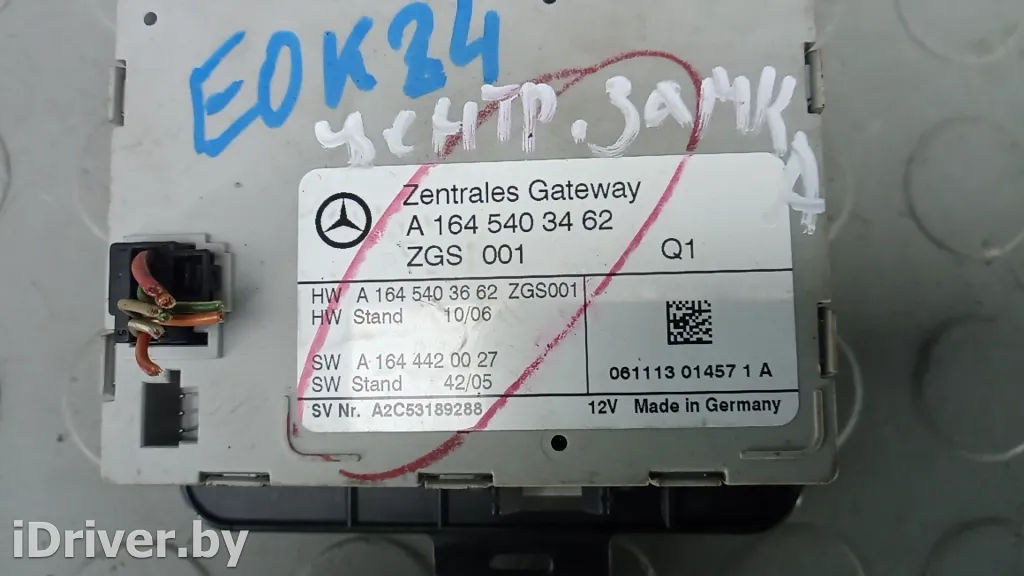 EOK84
ЦЕНТР. ЗАМК
А
Zentrales Gateway
A 164 540 34 62
ZGS 001
Q1
HW A 164 540 36 62 ZGS001
HW Stand 10/06
SW A 164 442 00 27
SW Stand 42/05
061113 01457 1 A
SV Nr. A2C53189288
12V Made in Germany
iDriver.by